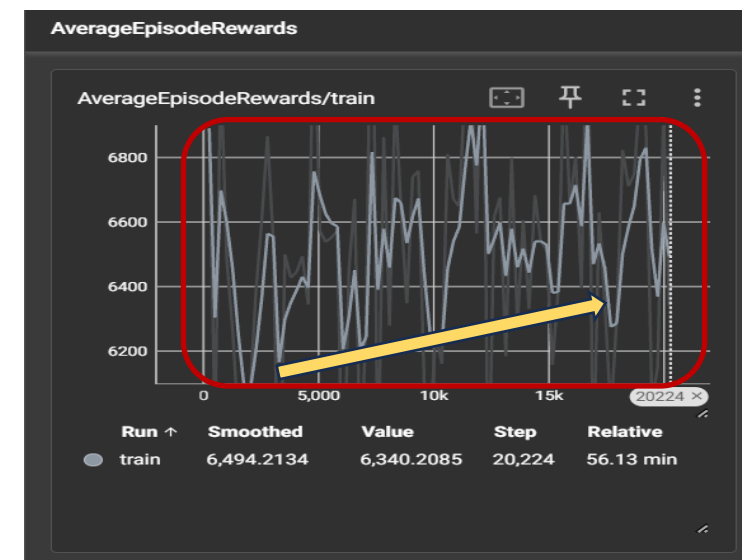 AverageEpisodeRewards
AverageEpisodeRewards/train
6800
6600
6400
6200
0 5,000 10k 15k 20224 ×
Run ↑ Smoothed Value Step Relative
train 6,494.2134 6,340.2085 20,224 56.13 min